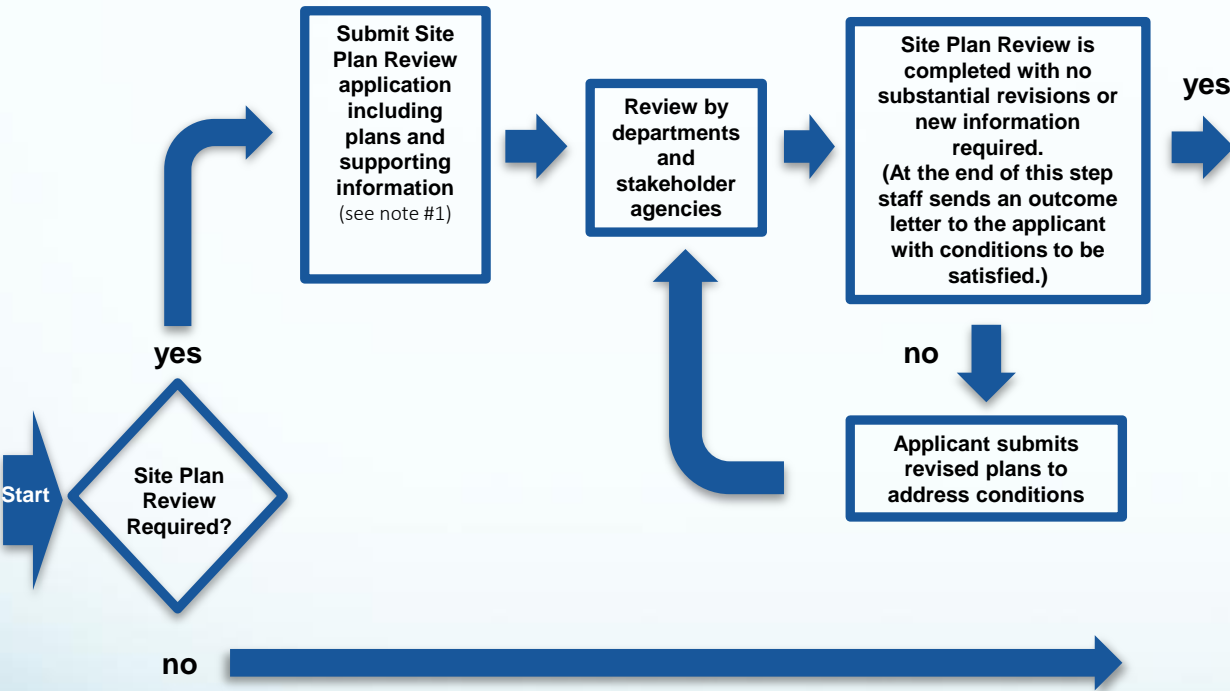 Start
Site Plan
Review
Required?
yes
Submit Site
Plan Review
application
including
plans and
supporting
information
(see note #1)
Review by
departments
and
stakeholder
agencies
Site Plan Review is
completed with no
substantial revisions or
new information
required.
(At the end of this step
staff sends an outcome
letter to the applicant
with conditions to be
satisfied.)
yes
no
Applicant submits
revised plans to
address conditions
no